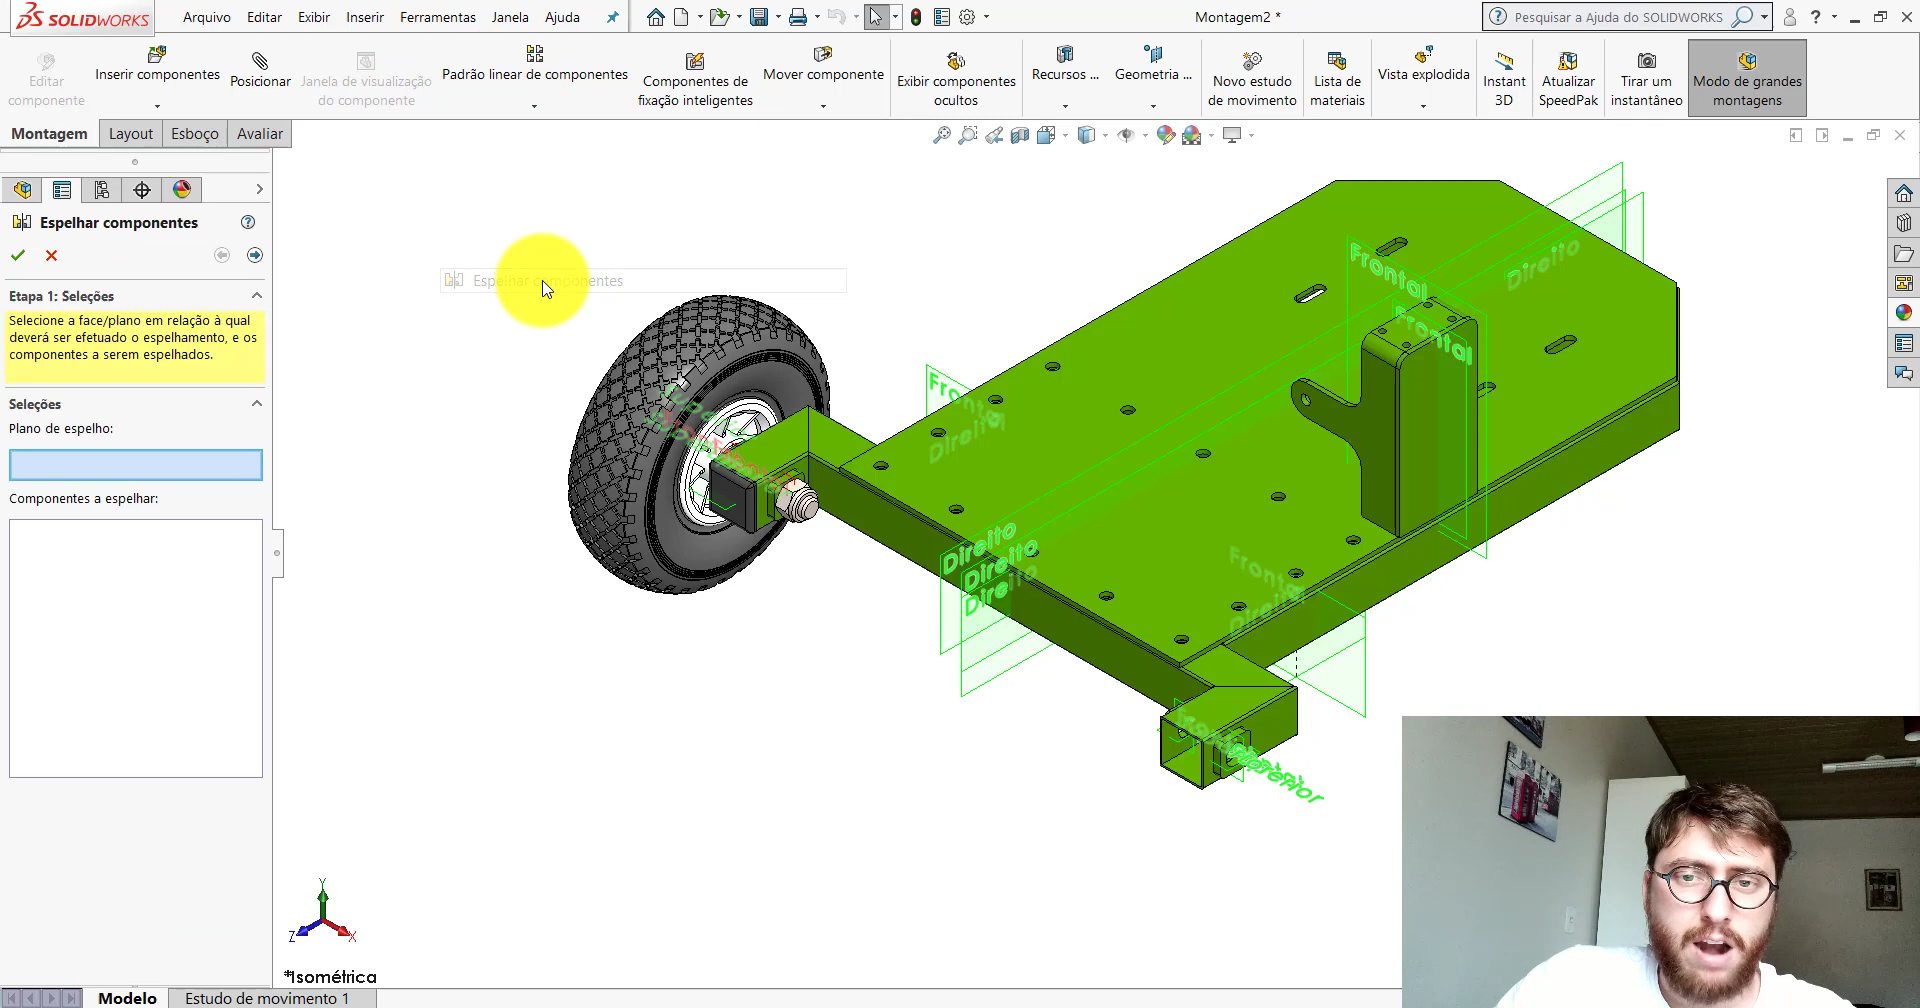 SOLIDWORKS
Arquivo Editar Exibir Inserir Ferramentas Janela Ajuda
Montagem2 *
Pesquisar a Ajuda do SOLIDWORKS
Editar
componente
Inserir componentes
Posicionar
Janela de visualização
do componente
Padrão linear de componentes
Componentes de
fixação inteligentes
Mover componente
Exibir componentes
ocultos
Recursos ...
Geometria ...
Novo estudo
de movimento
Lista de
materiais
Vista explodida
Instant
3D
Atualizar
SpeedPak
Tirar um
instantâneo
Modo de grandes
montagens
Montagem Layout Esboço Avaliar
Espelhar componentes
Etapa 1: Seleções
Selecione a face/plano em relação à qual
deverá ser efetuado o espelhamento, e os
componentes a serem espelhados.
Seleções
Plano de espelho:
Componentes a espelhar:
Espelhar componentes
Frontal
Direito
Frontal
Frontal
Direito
Direito
Direito
Direito
Frontal
Direito
Y
Z
X
*Isométrica
Modelo Estudo de movimento 1